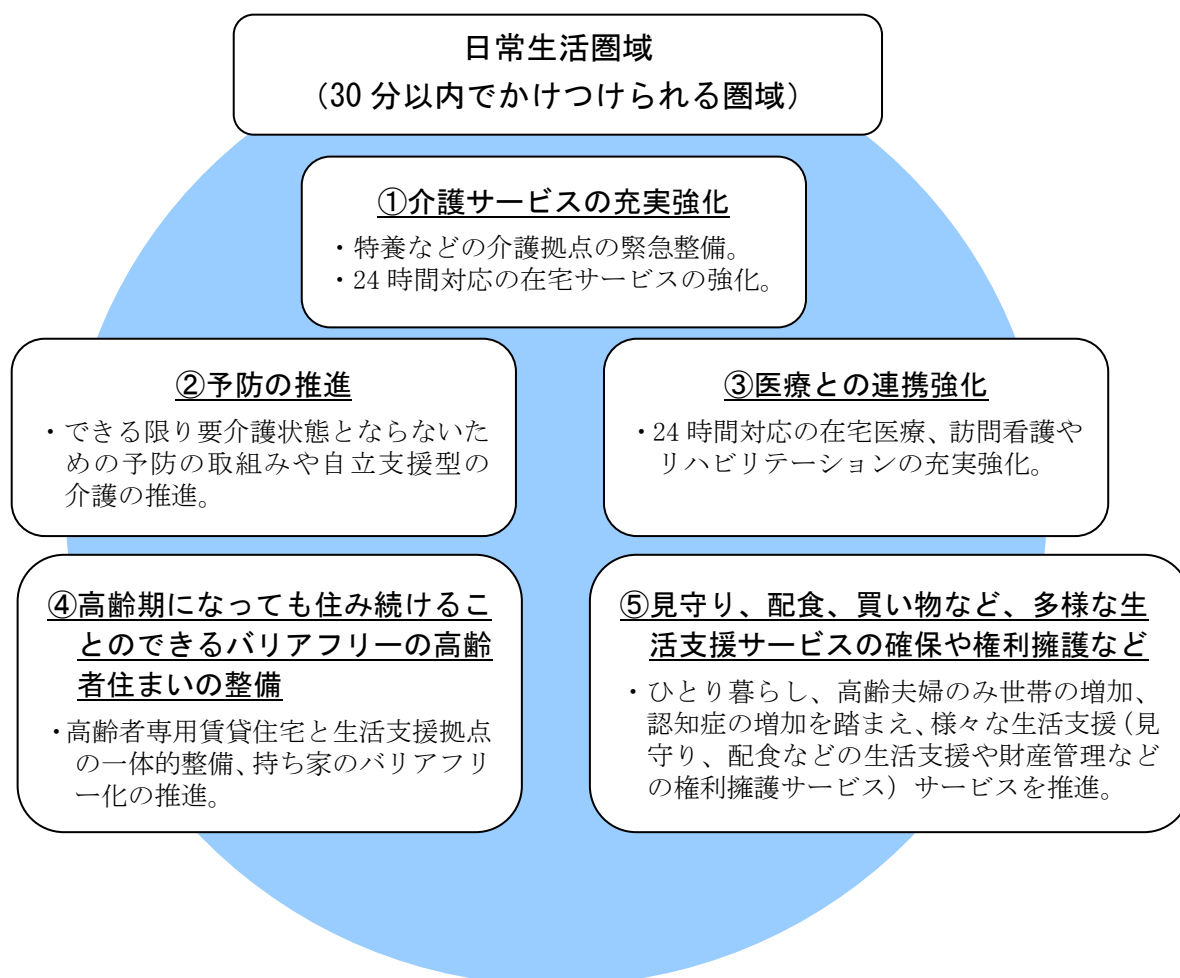 日常生活圏域
（30 分以内でかけつけられる圏域）
①介護サービスの充実強化
・特養などの介護拠点の緊急整備。
・24 時間対応の在宅サービスの強化。
②予防の推進
・できる限り要介護状態とならないた
めの予防の取組みや自立支援型の
介護の推進。
③医療との連携強化
・24 時間対応の在宅医療、訪問看護や
リハビリテーションの充実強化。
④高齢期になっても住み続けるこ
とのできるバリアフリーの高齢
者住まいの整備
・高齢者専用賃貸住宅と生活支援拠点
の一体的整備、持ち家のバリアフリ
ー化の推進。
⑤見守り、配食、買い物など、多様な生
活支援サービスの確保や権利擁護など
・ひとり暮らし、高齢夫婦のみ世帯の増加、
認知症の増加を踏まえ、様々な生活支援（見
守り、配食などの生活支援や財産管理など
の権利擁護サービス）サービスを推進。